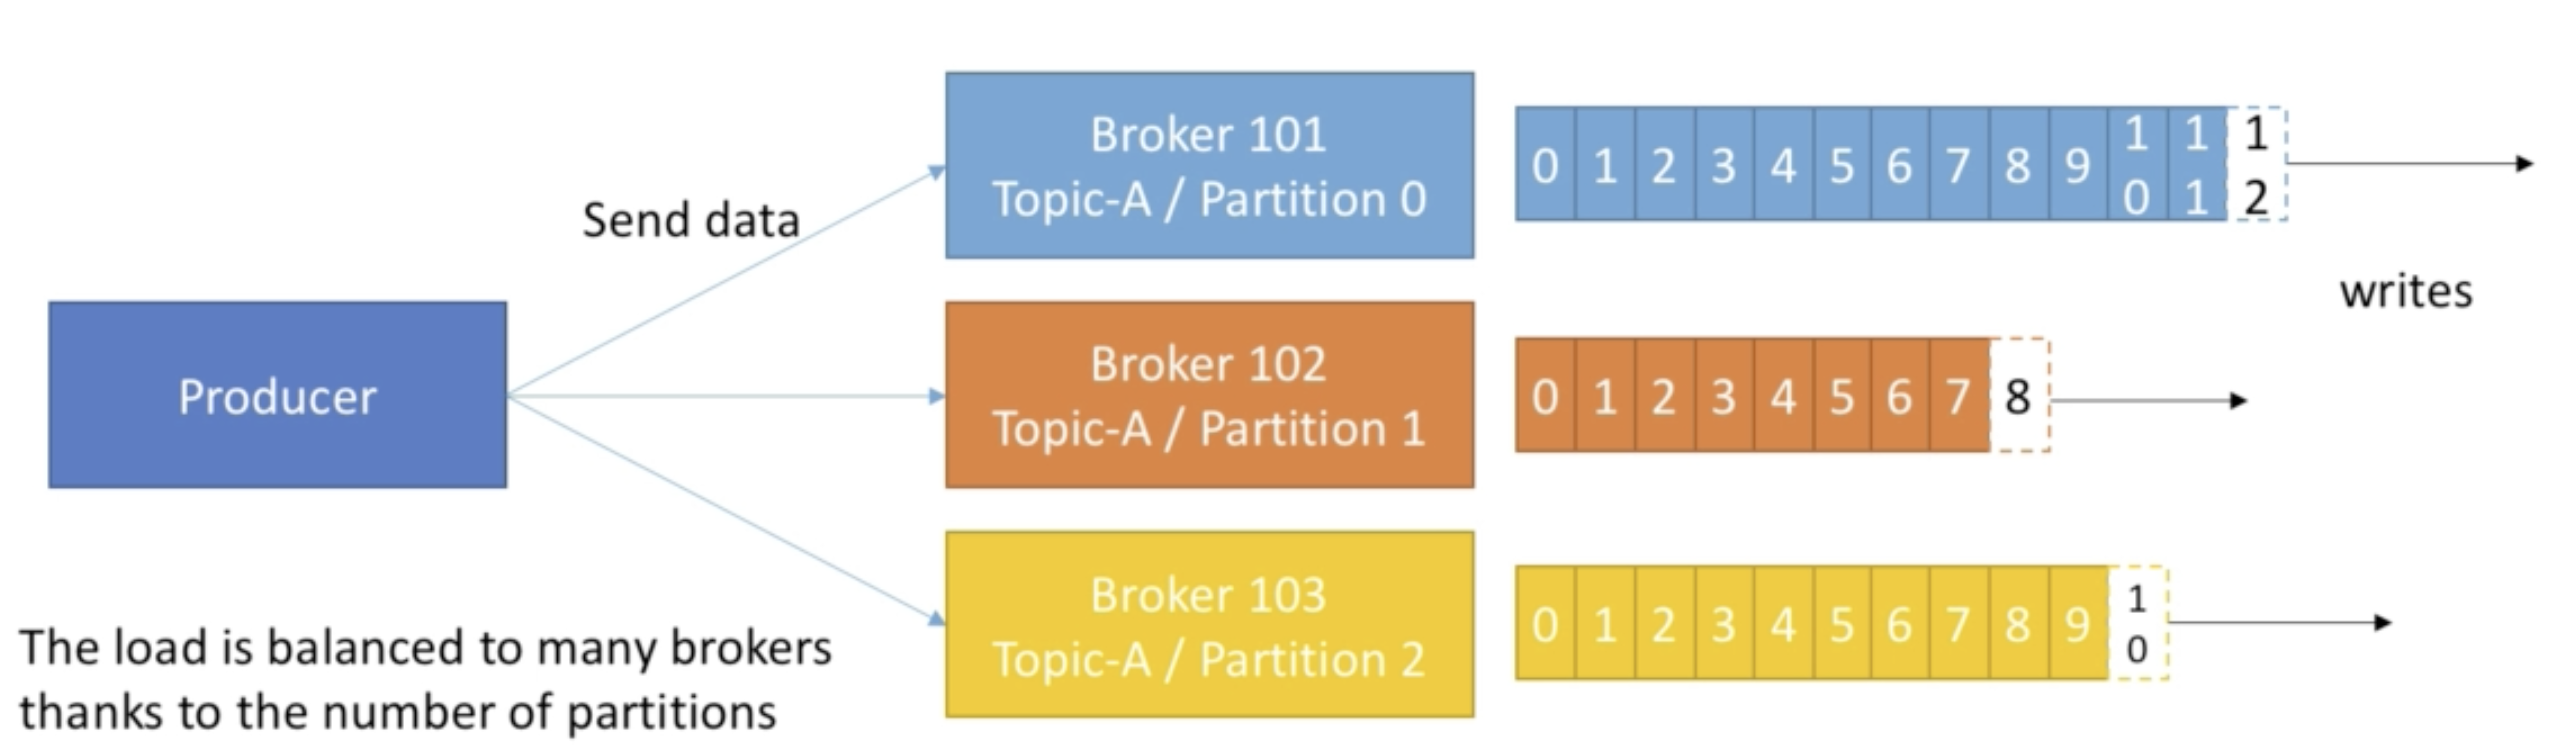 Send data
Producer
The load is balanced to many brokers
thanks to the number of partitions
Broker 101
Topic-A / Partition 0
0 1 2 3 4 5 6 7 8 9 10 11 12
Broker 102
Topic-A / Partition 1
0 1 2 3 4 5 6 7 8
Broker 103
Topic-A / Partition 2
0 1 2 3 4 5 6 7 8 9 10
writes